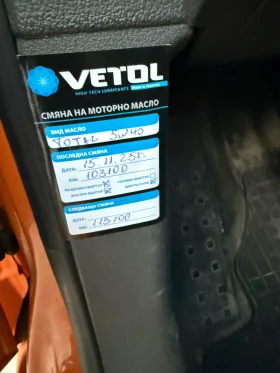 VETOL
HIGH-TECH LUBRICANTS
СМЯНА НА МОТОРНО МАСЛО
ВИД МАСЛО
TOTAL 5W40
ПОСЛЕДНА СМЯНА
ДАТА: 15.11.25г.
КМ: 103100
СЛЕДВАЩА СМЯНА
ДАТА:
КМ: 113100